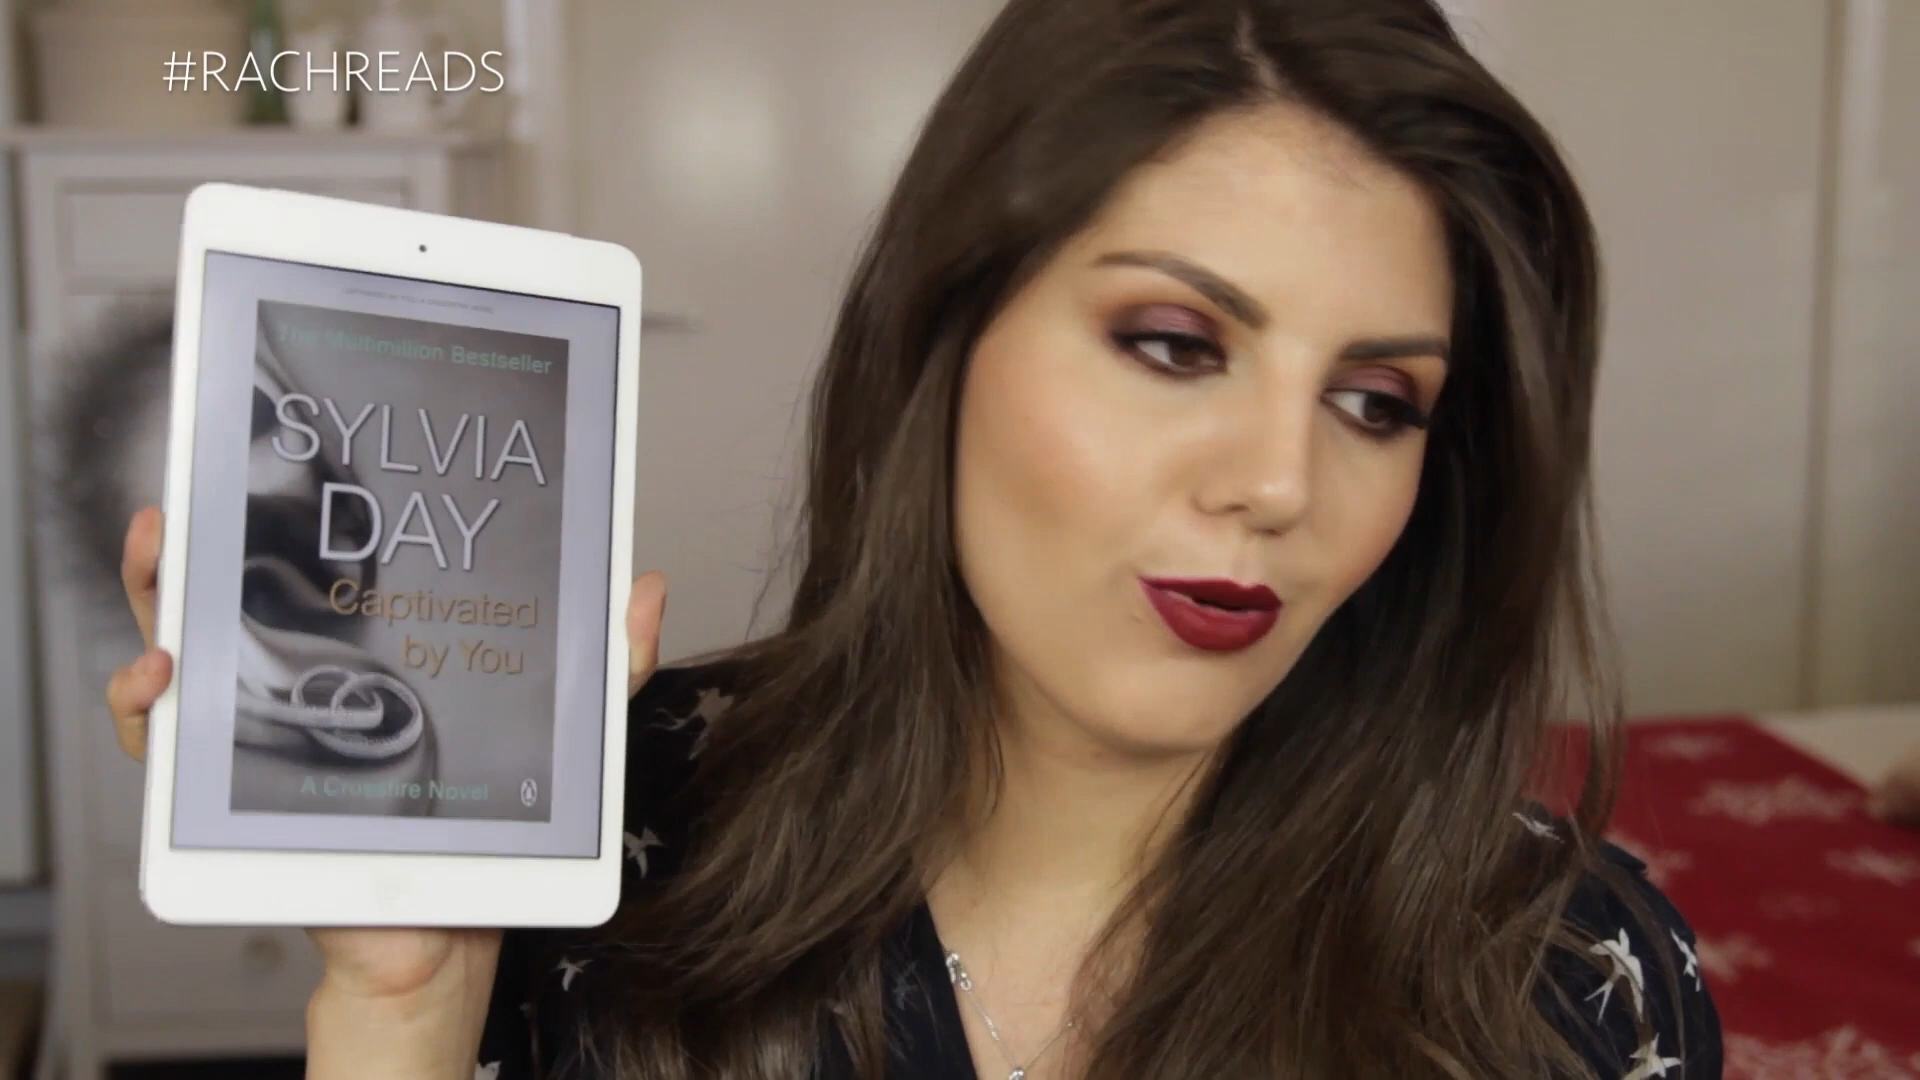 #RACHREADS
The Multimillion Bestseller
SYLVIA
DAY
Captivated
by You
A Crossfire Novel